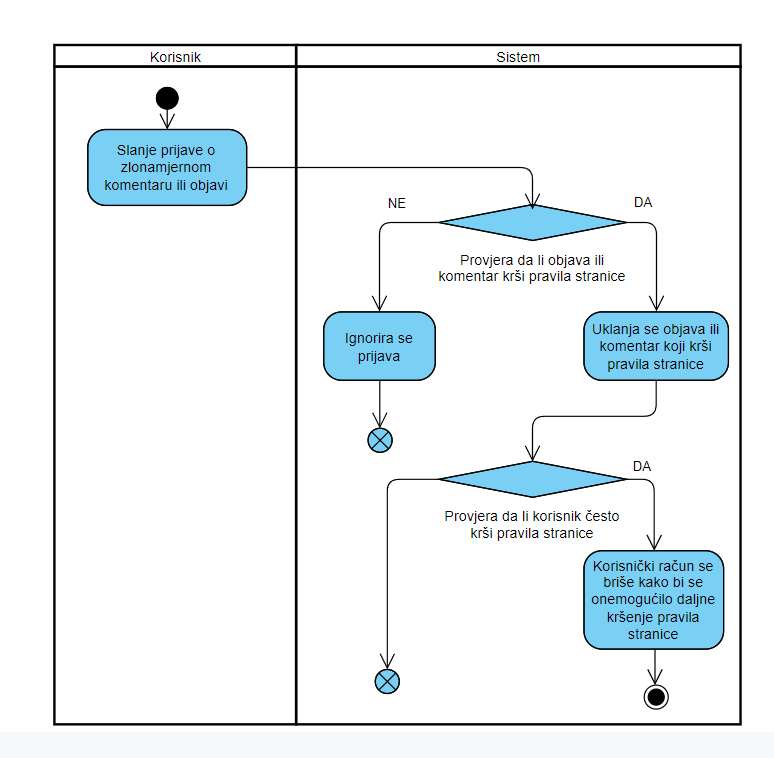 Korisnik
Sistem
Slanje prijave o
zlonamjernom
komentaru ili objavi
NE
DA
Provjera da li objava ili
komentar krši pravila stranice
Ignorira se
prijava
Uklanja se objava ili
komentar koji krši
pravila stranice
DA
Provjera da li korisnik često
krši pravila stranice
Korisnički račun se
briše kako bi se
onemogućilo daljne
kršenje pravila
stranice